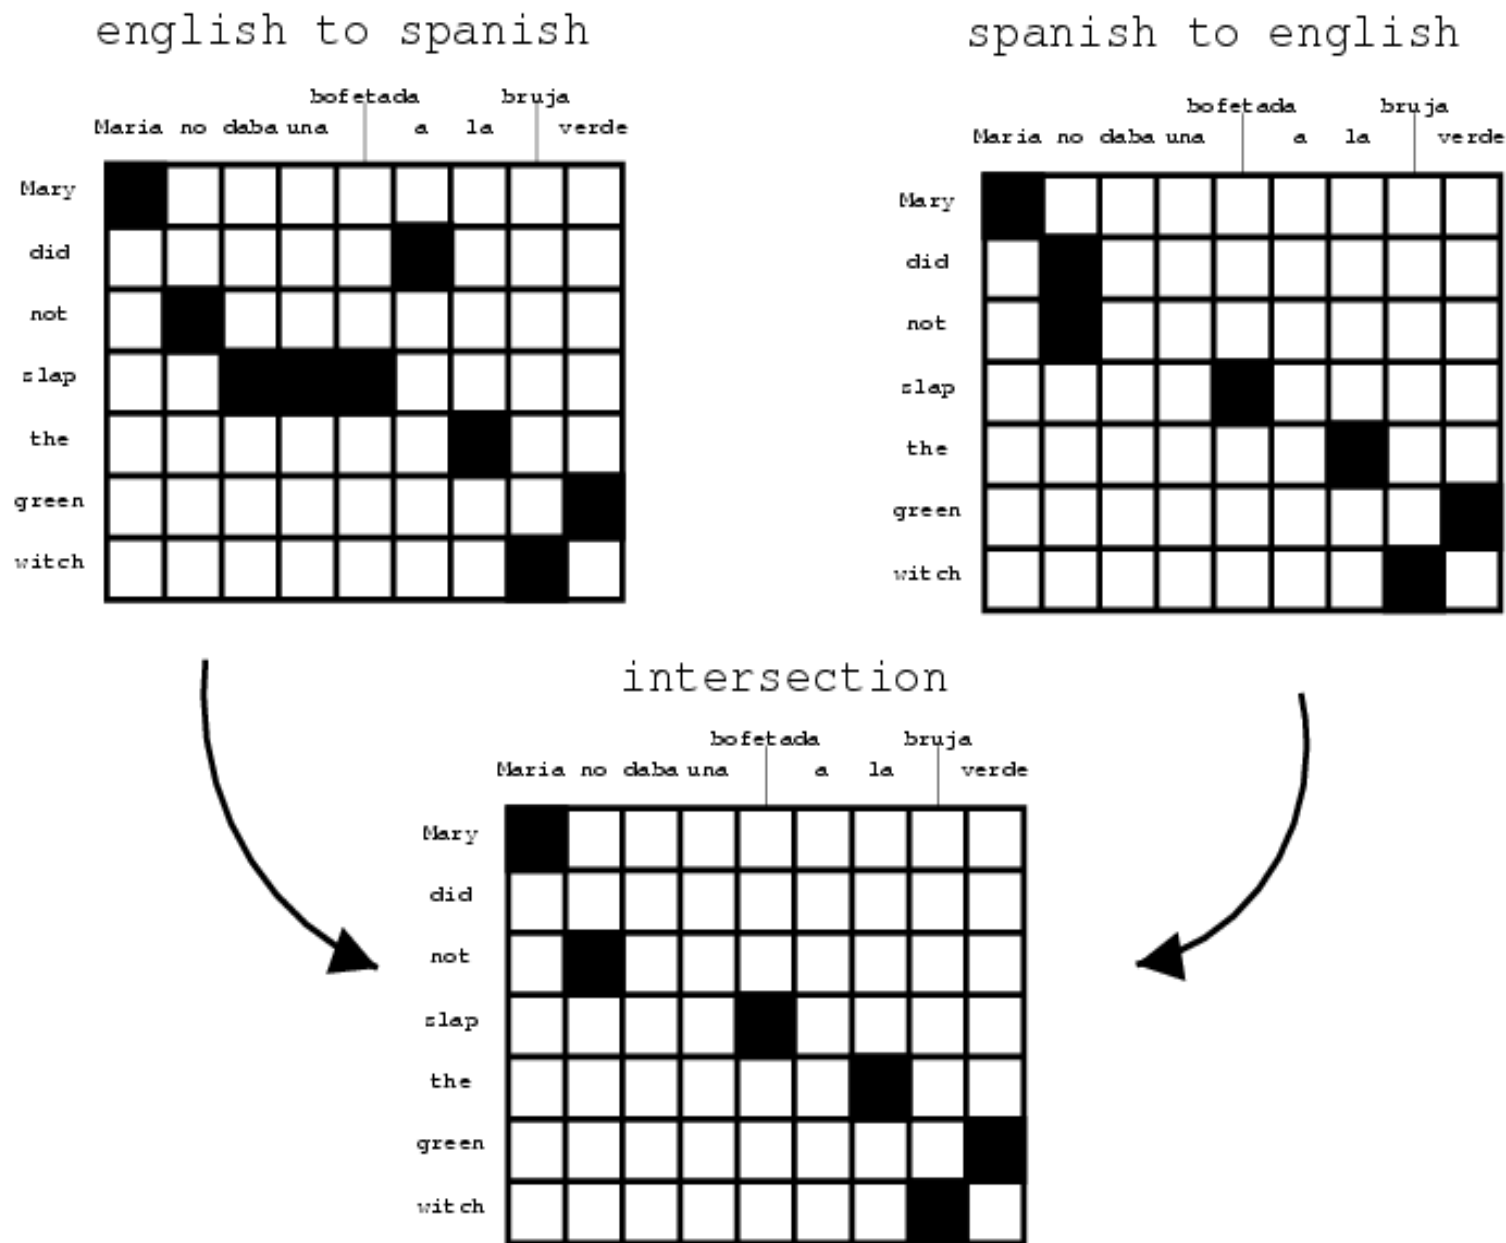 english to spanish
bofetada bruja
Maria no daba una a la verde
Mary
did
not
slap
the
green
witch
spanish to english
bofetada bruja
Maria no daba una a la verde
Mary
did
not
slap
the
green
witch
intersection
bofetada bruja
Maria no daba una a la verde
Mary
did
not
slap
the
green
witch